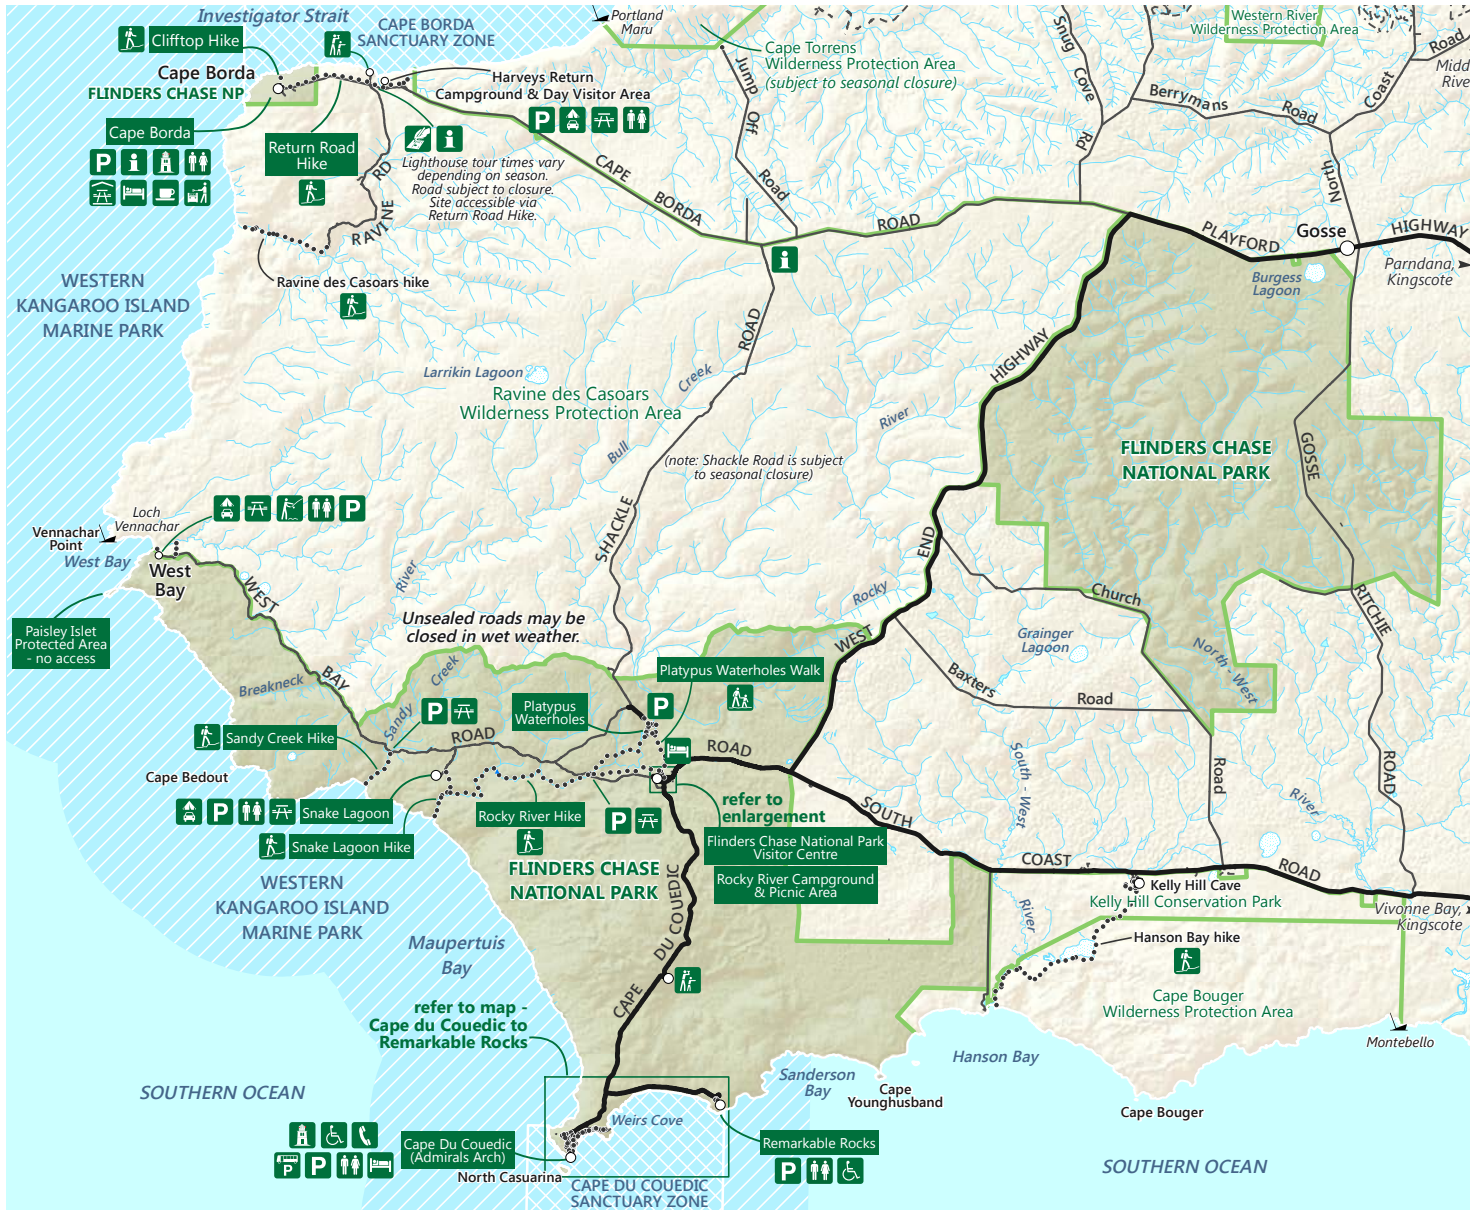 Investigator Strait
CAPE BORDA
SANCTUARY ZONE
Portland
Maru
Clifftop Hike
Cape Borda
FLINDERS CHASE NP
Cape Borda
P
i
Return Road
Hike
Harveys Return
Campground & Day Visitor Area
P
i
Lighthouse tour times vary
depending on season.
Road subject to closure.
Site accessible via
Return Road Hike.
Cape Torrens
Wilderness Protection Area
(subject to seasonal closure)
Western River
Wilderness Protection Area
Snug Cove Rd
Jump Off Road
Berrymans Road
North Coast Road
Midd
Rive
CAPE BORDA ROAD
RAVINE RD
Ravine des Casoars hike
i
PLAYFORD HIGHWAY
Gosse
Parndana,
Kingscote
Burgess
Lagoon
WESTERN
KANGAROO ISLAND
MARINE PARK
Larrikin Lagoon
Ravine des Casoars
Wilderness Protection Area
Bull Creek
SHACKLE ROAD
(note: Shackle Road is subject
to seasonal closure)
Rocky River
WEST END HIGHWAY
FLINDERS CHASE
NATIONAL PARK
GOSSE RITCHIE ROAD
Loch
Vennachar
Vennachar
Point
West Bay
West
Bay
P
Paisley Islet
Protected Area
- no access
WEST BAY ROAD
Breakneck River
Sandy Creek
Unsealed roads may be
closed in wet weather.
Church Road
Grainger
Lagoon
North - West River
Baxters Road
South - West River
Platypus Waterholes Walk
Platypus
Waterholes
P
P
Sandy Creek Hike
Cape Bedout
P
Snake Lagoon
Snake Lagoon Hike
Rocky River Hike
P
refer to
enlargement
Flinders Chase National Park
Visitor Centre
Rocky River Campground
& Picnic Area
FLINDERS CHASE
NATIONAL PARK
SOUTH COAST ROAD
Kelly Hill Cave
Kelly Hill Conservation Park
Vivonne Bay,
Kingscote
Hanson Bay hike
Cape Bouger
Wilderness Protection Area
Montebello
WESTERN
KANGAROO ISLAND
MARINE PARK
Maupertuis
Bay
CAPE DU COUEDIC ROAD
refer to map -
Cape du Couedic to
Remarkable Rocks
SOUTHERN OCEAN
Hanson Bay
Sanderson
Bay
Cape
Younghusband
Cape Bouger
Weirs Cove
Cape Du Couedic
(Admirals Arch)
P
P
North Casuarina
CAPE DU COUEDIC
SANCTUARY ZONE
Remarkable Rocks
P
SOUTHERN OCEAN